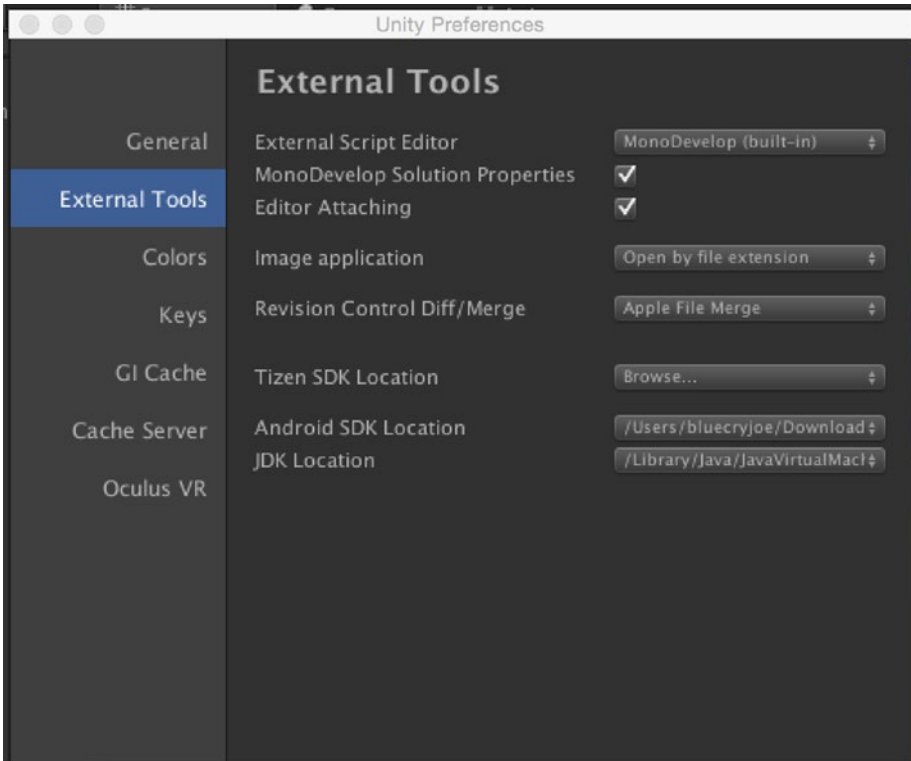 Unity Preferences
External Tools
General
External Tools
Colors
Keys
GI Cache
Cache Server
Oculus VR
External Script Editor MonoDevelop (built-in)
MonoDevelop Solution Properties
Editor Attaching
Image application Open by file extension
Revision Control Diff/Merge Apple File Merge
Tizen SDK Location Browse...
Android SDK Location /Users/bluecryjoe/Download
JDK Location /Library/Java/JavaVirtualMach